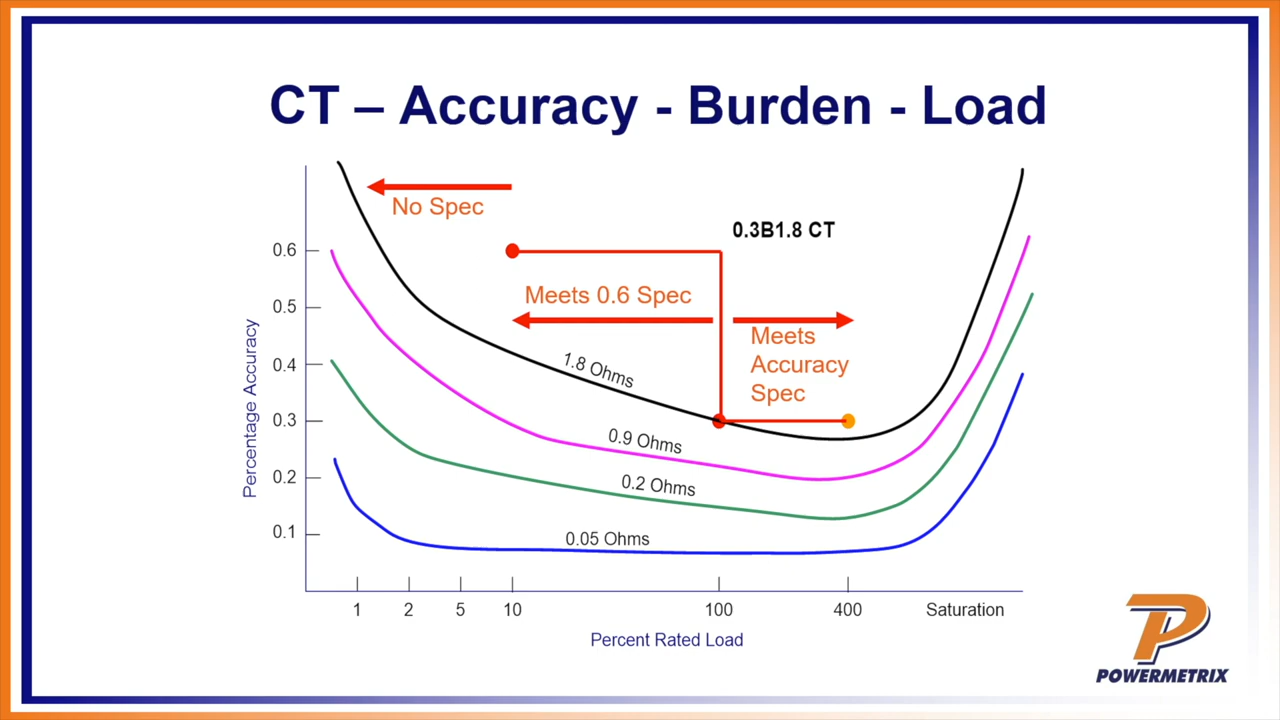 CT – Accuracy - Burden - Load
No Spec
0.3B1.8 CT
0.6
Meets 0.6 Spec
0.5
Meets
Accuracy
Spec
0.4
1.8 Ohms
0.3
0.9 Ohms
0.2
0.2 Ohms
0.1
0.05 Ohms
Percentage Accuracy
1 2 5 10 100 400 Saturation
Percent Rated Load
POWERMETRIX